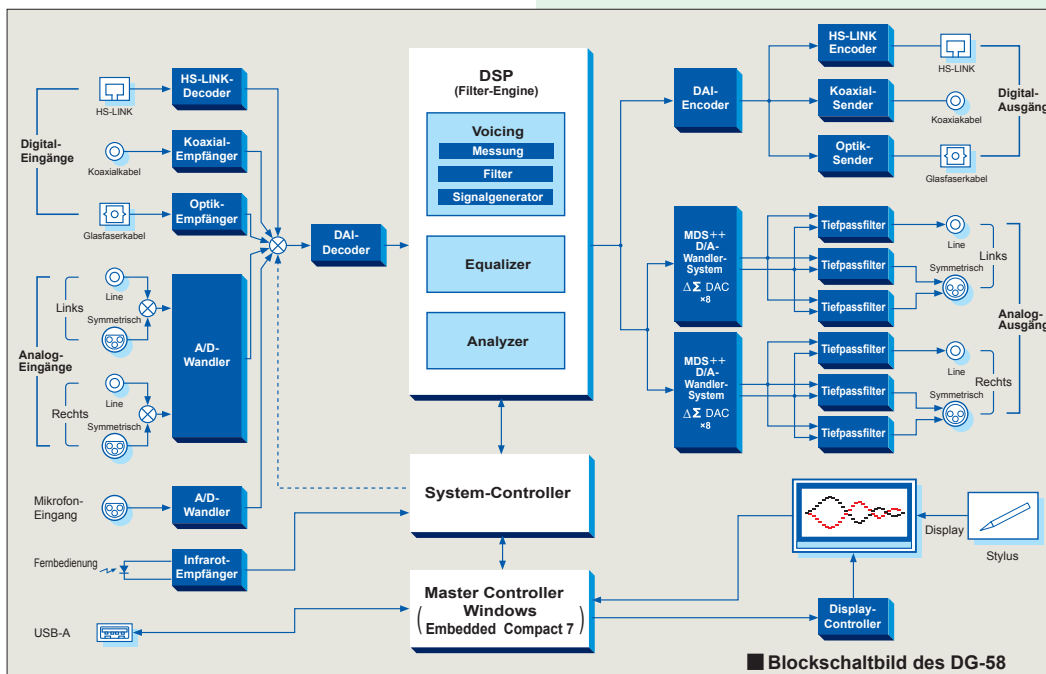 Digital-
Eingänge
HS-LINK
Koaxialkabel
Glasfaserkabel
HS-LINK-
Decoder
Koaxial-
Empfänger
Optik-
Empfänger
Analog-
Eingänge
Links
Line
Symmetrisch
Rechts
Line
Symmetrisch
A/D-
Wandler
Mikrofon-
Eingang
A/D-
Wandler
Fernbedienung
Infrarot-
Empfänger
USB-A
DAI-
Decoder
DSP
(Filter-Engine)
Voicing
Messung
Filter
Signalgenerator
Equalizer
Analyzer
System-Controller
Master Controller
Windows
(Embedded Compact 7)
DAI-
Encoder
HS-LINK
Encoder
Koaxial-
Sender
Optik-
Sender
HS-LINK
Koaxiakabel
Glasfaserkabel
Digital-
Ausgäng
MDS++
D/A-
Wandler-
System
ΔΣ DAC
×8
MDS++
D/A-
Wandler-
System
ΔΣ DAC
×8
Tiefpassfilter
Tiefpassfilter
Tiefpassfilter
Tiefpassfilter
Tiefpassfilter
Tiefpassfilter
Line
Symmetrisch
Links
Analog-
Ausgäng
Line
Symmetrisch
Rechts
Display
Stylus
Display-
Controller
■ Blockschaltbild des DG-58